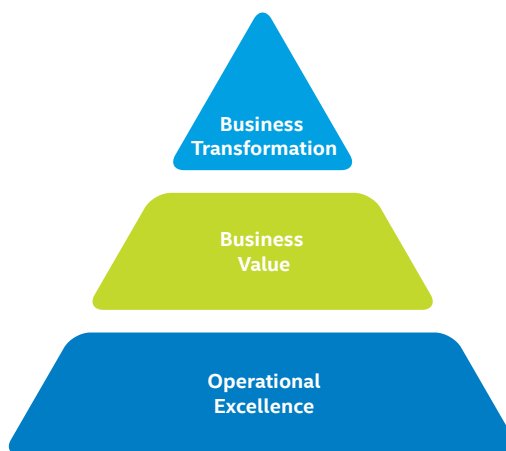 Business
Transformation
Business
Value
Operational
Excellence